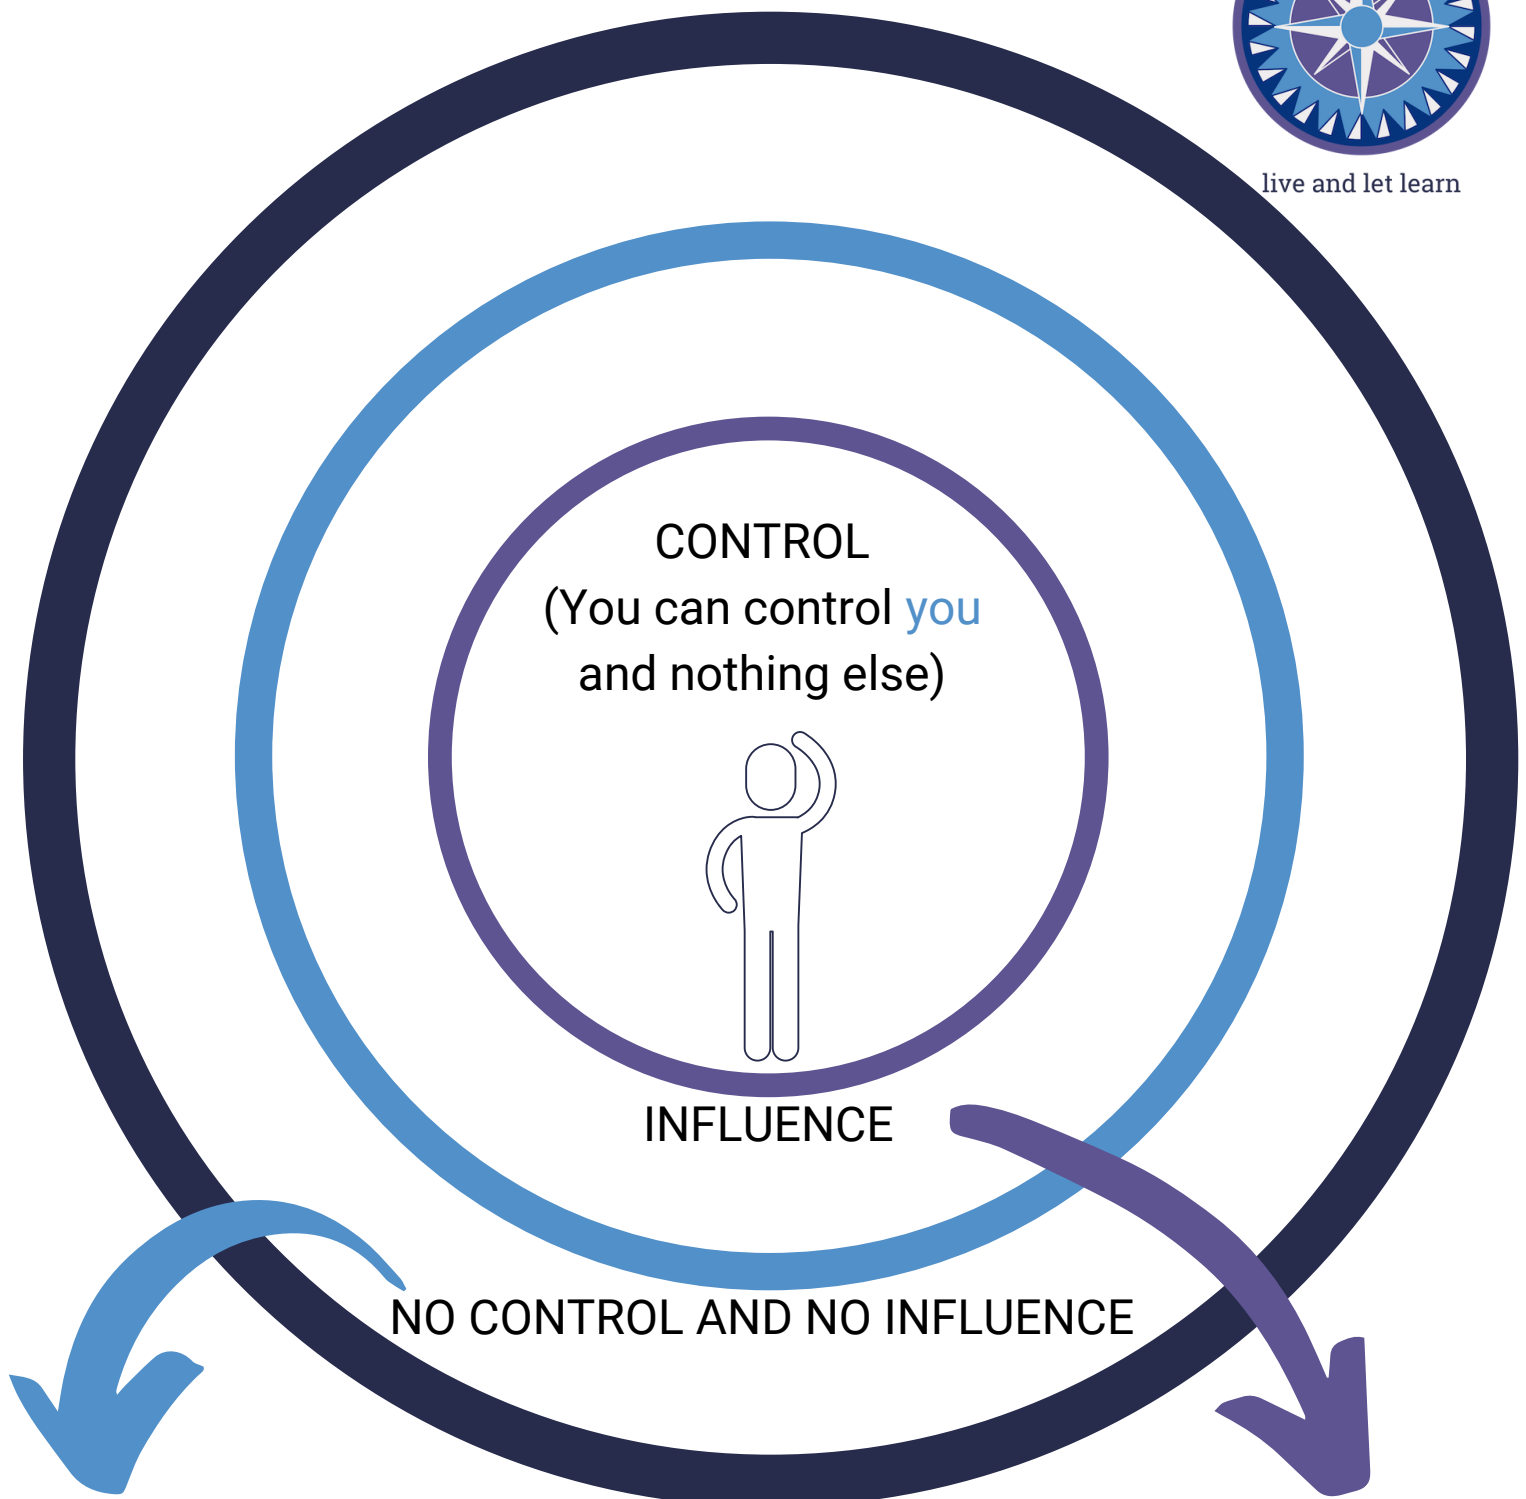 live and let learn
CONTROL
(You can control you
and nothing else)
INFLUENCE
NO CONTROL AND NO INFLUENCE